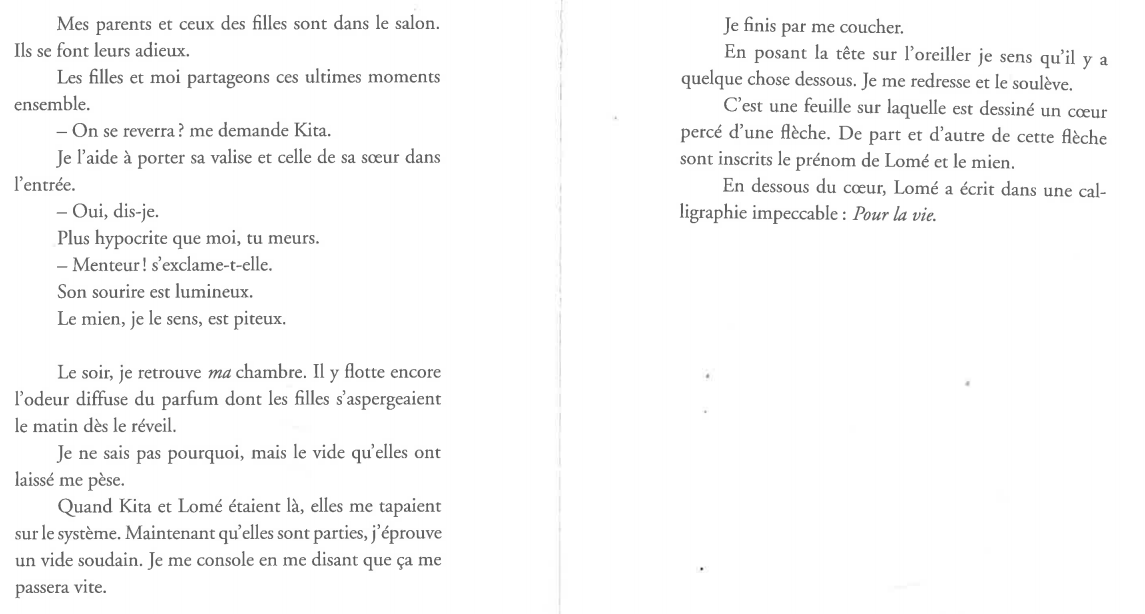 Mes parents et ceux des filles sont dans le salon.
Ils se font leurs adieux.
Les filles et moi partageons ces ultimes moments
ensemble.
– On se reverra ? me demande Kita.
Je l'aide à porter sa valise et celle de sa sœur dans
l'entrée.
– Oui, dis-je.
Plus hypocrite que moi, tu meurs.
– Menteur ! s'exclame-t-elle.
Son sourire est lumineux.
Le mien, je le sens, est piteux.
Le soir, je retrouve ma chambre. Il y flotte encore
l'odeur diffuse du parfum dont les filles s'aspergeaient
le matin dès le réveil.
Je ne sais pas pourquoi, mais le vide qu'elles ont
laissé me pèse.
Quand Kita et Lomé étaient là, elles me tapaient
sur le système. Maintenant qu'elles sont parties, j'éprouve
un vide soudain. Je me console en me disant que ça me
passera vite.
Je finis par me coucher.
En posant la tête sur l'oreiller je sens qu'il y a
quelque chose dessous. Je me redresse et le soulève.
C'est une feuille sur laquelle est dessiné un cœur
percé d'une flèche. De part et d'autre de cette flèche
sont inscrits le prénom de Lomé et le mien.
En dessous du cœur, Lomé a écrit dans une cal-
ligraphie impeccable : Pour la vie.